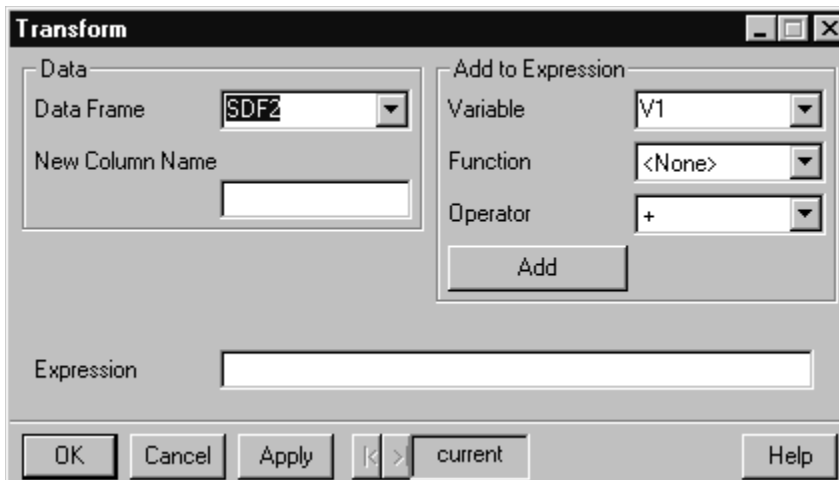 Transform
Data
Data Frame
SDF2
New Column Name
Add to Expression
Variable
V1
Function
<None>
Operator
+
Add
Expression
OK
Cancel
Apply
current
Help